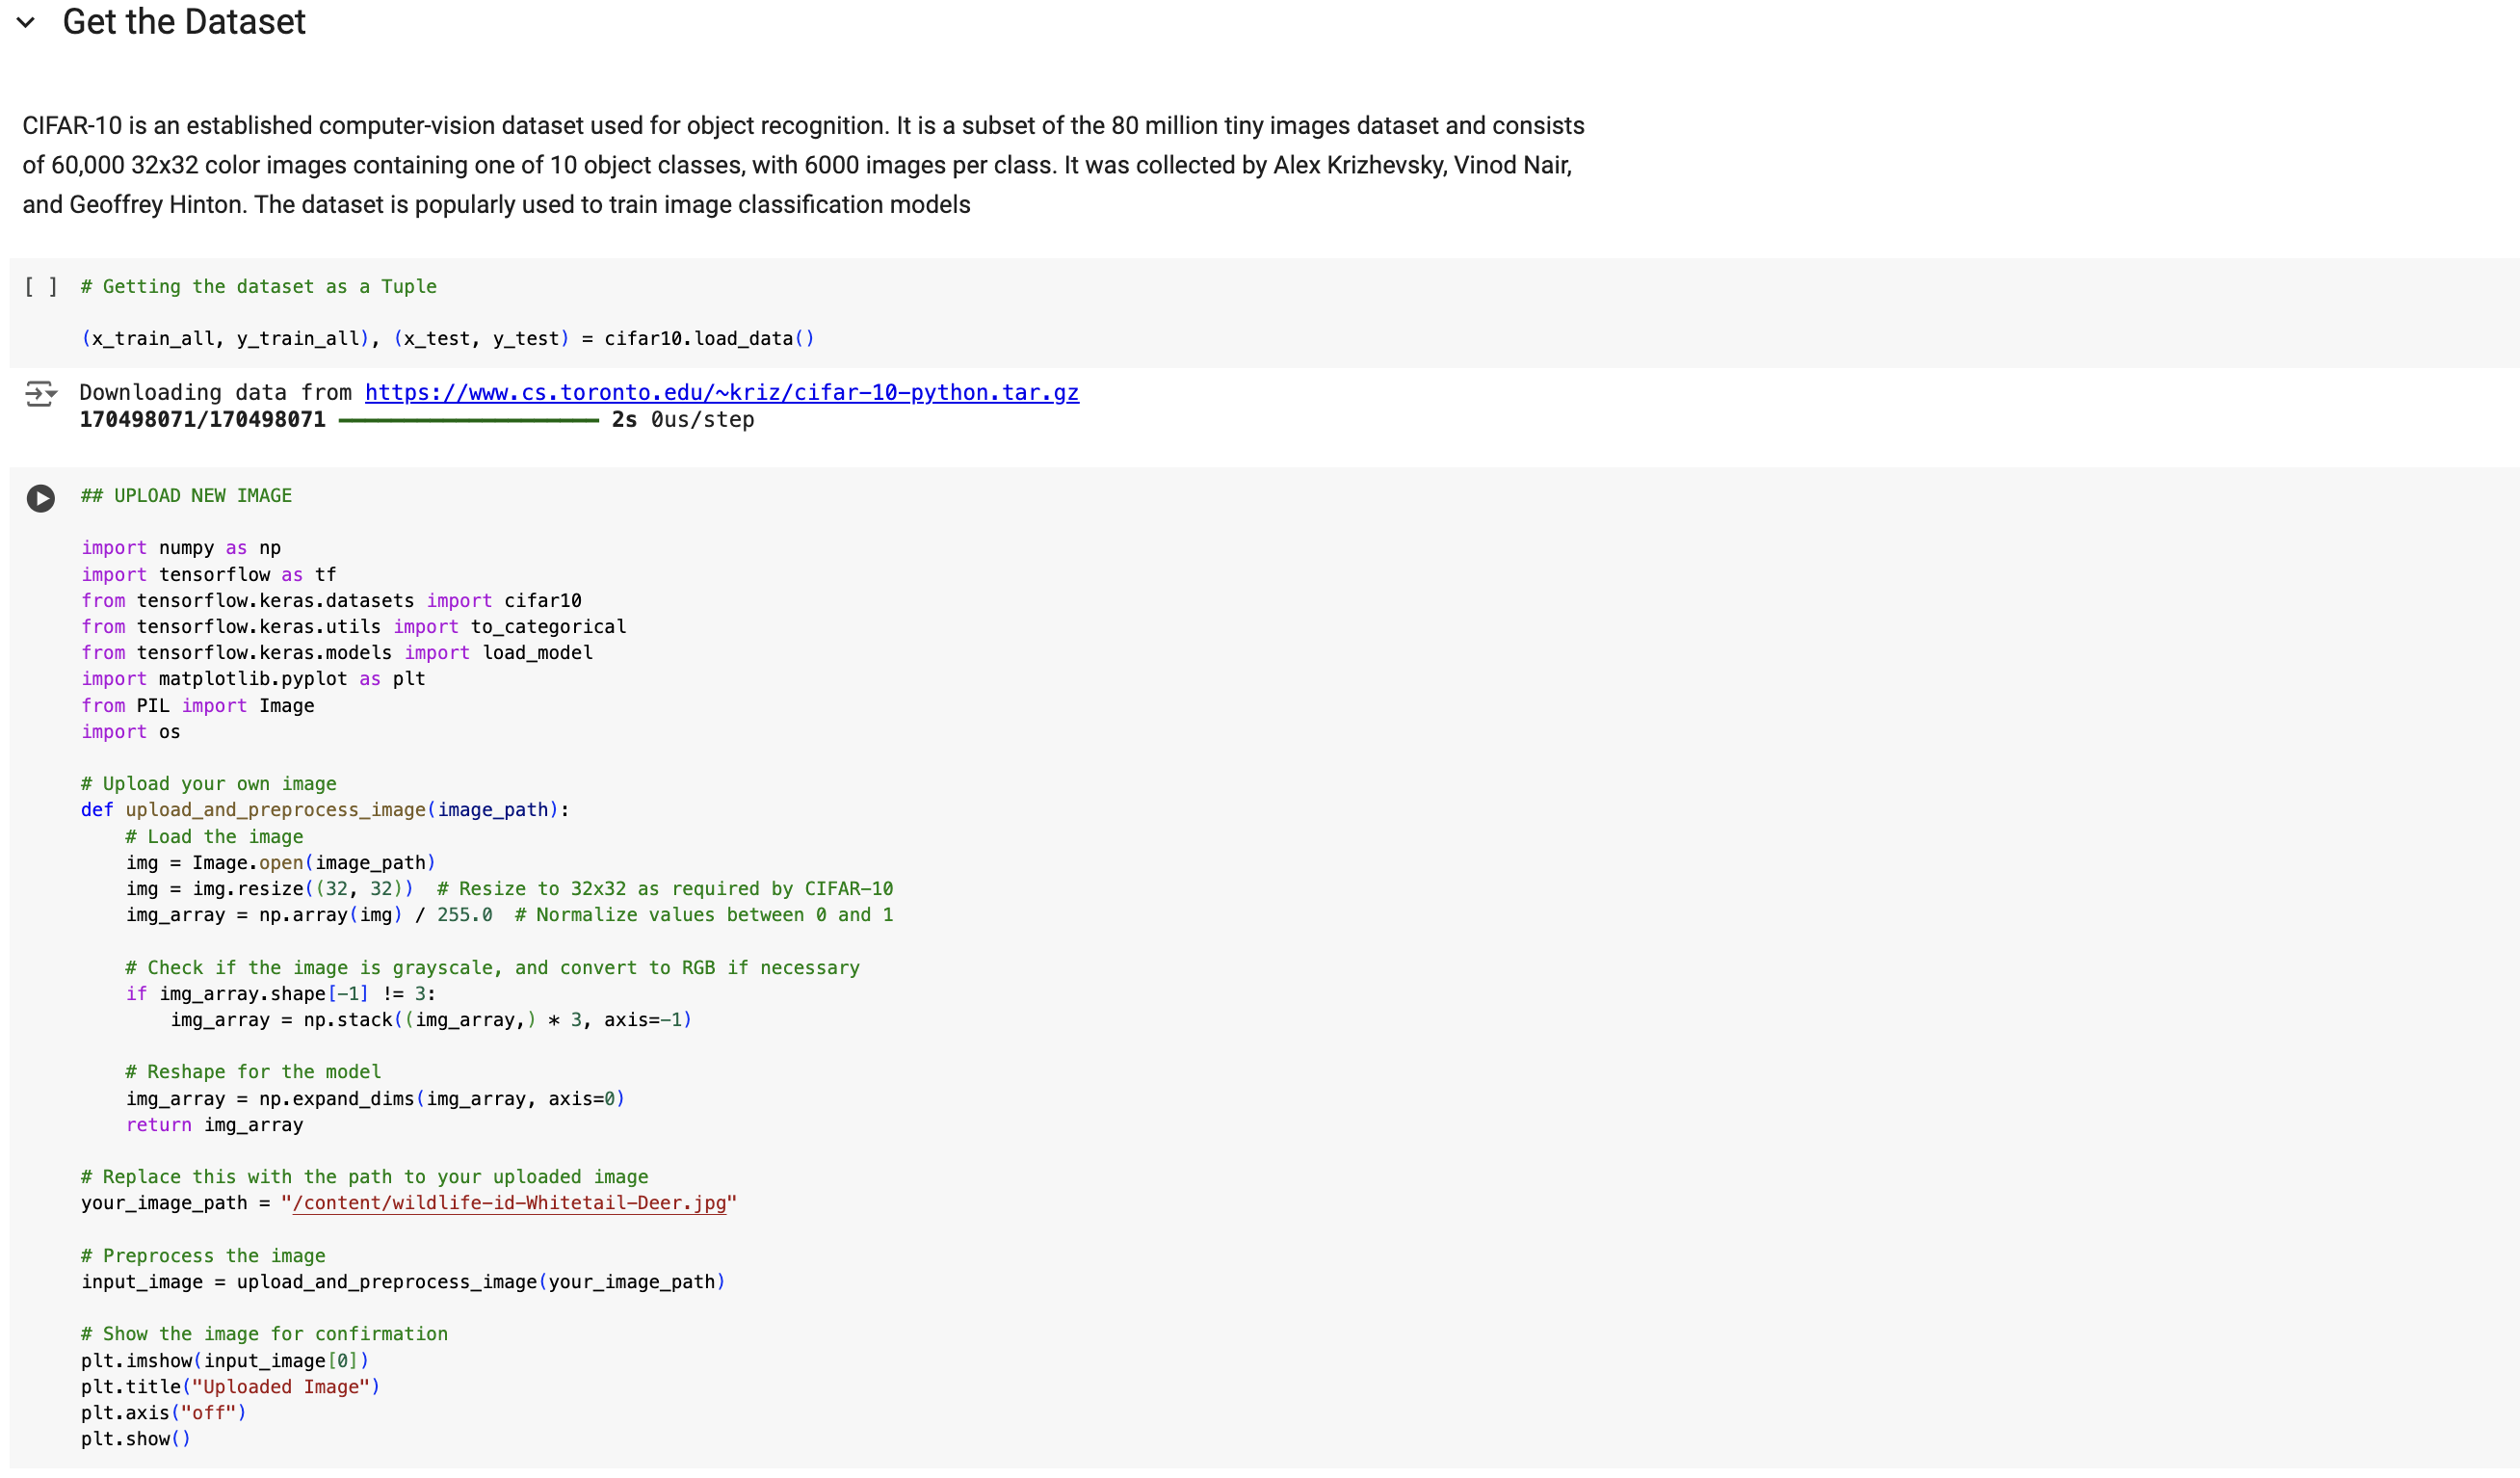 Get the Dataset
CIFAR-10 is an established computer-vision dataset used for object recognition. It is a subset of the 80 million tiny images dataset and consists
of 60,000 32x32 color images containing one of 10 object classes, with 6000 images per class. It was collected by Alex Krizhevsky, Vinod Nair,
and Geoffrey Hinton. The dataset is popularly used to train image classification models
[ ] # Getting the dataset as a Tuple
(x_train_all, y_train_all), (x_test, y_test) = cifar10.load_data()
Downloading data from https://www.cs.toronto.edu/~kriz/cifar-10-python.tar.gz
170498071/170498071 ━━━━━━━━━━━━━━━━━━━━ 2s 0us/step
## UPLOAD NEW IMAGE
import numpy as np
import tensorflow as tf
from tensorflow.keras.datasets import cifar10
from tensorflow.keras.utils import to_categorical
from tensorflow.keras.models import load_model
import matplotlib.pyplot as plt
from PIL import Image
import os
# Upload your own image
def upload_and_preprocess_image(image_path):
    # Load the image
    img = Image.open(image_path)
    img = img.resize((32, 32))  # Resize to 32x32 as required by CIFAR-10
    img_array = np.array(img) / 255.0  # Normalize values between 0 and 1
    # Check if the image is grayscale, and convert to RGB if necessary
    if img_array.shape[-1] != 3:
        img_array = np.stack((img_array,) * 3, axis=-1)
    # Reshape for the model
    img_array = np.expand_dims(img_array, axis=0)
    return img_array
# Replace this with the path to your uploaded image
your_image_path = "/content/wildlife-id-Whitetail-Deer.jpg"
# Preprocess the image
input_image = upload_and_preprocess_image(your_image_path)
# Show the image for confirmation
plt.imshow(input_image[0])
plt.title("Uploaded Image")
plt.axis("off")
plt.show()